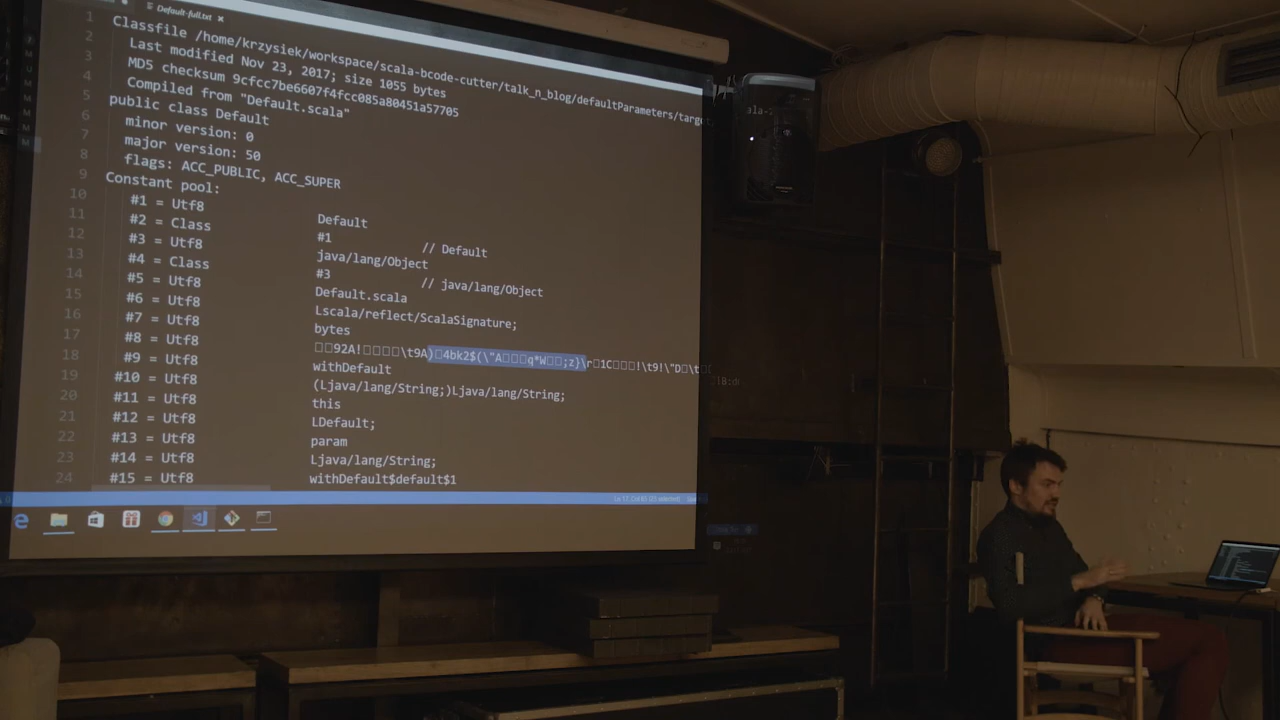 Default-full.txt ×
1 Classfile /home/krzysiek/workspace/scala-bcode-cutter/talk_n_blog/defaultParameters/targe
2 Last modified Nov 23, 2017; size 1055 bytes
3 MD5 checksum 9cfcc7be6607f4fcc085a80451a57705
4 Compiled from "Default.scala"
5 public class Default
6 minor version: 0
7 major version: 50
8 flags: ACC_PUBLIC, ACC_SUPER
9 Constant pool:
10 #1 = Utf8 Default
11 #2 = Class #1 // Default
12 #3 = Utf8 java/lang/Object
13 #4 = Class #3 // java/lang/Object
14 #5 = Utf8 Default.scala
15 #6 = Utf8 Lscala/reflect/ScalaSignature;
16 #7 = Utf8 bytes
17 #8 = Utf8 □□92A!□□□□\t9A)□4bk2$(\"A□□□q*W□□;z}\r□1C□□□!\t9!\"D□\t
18 #9 = Utf8 withDefault
19 #10 = Utf8 (Ljava/lang/String;)Ljava/lang/String;
20 #11 = Utf8 this
21 #12 = Utf8 LDefault;
22 #13 = Utf8 param
23 #14 = Utf8 Ljava/lang/String;
24 #15 = Utf8 withDefault$default$1